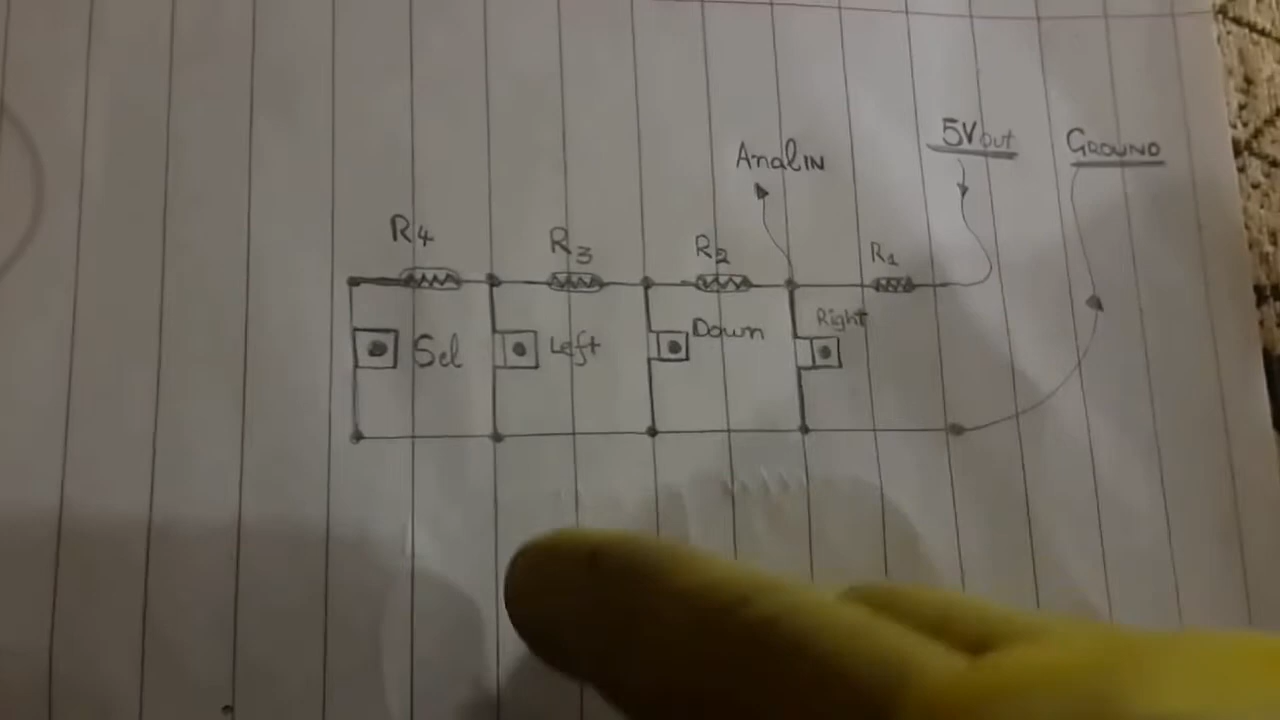 5Vout
GROUND
AnalIN
R4
R3
R2
R1
Sel
Left
Down
Right